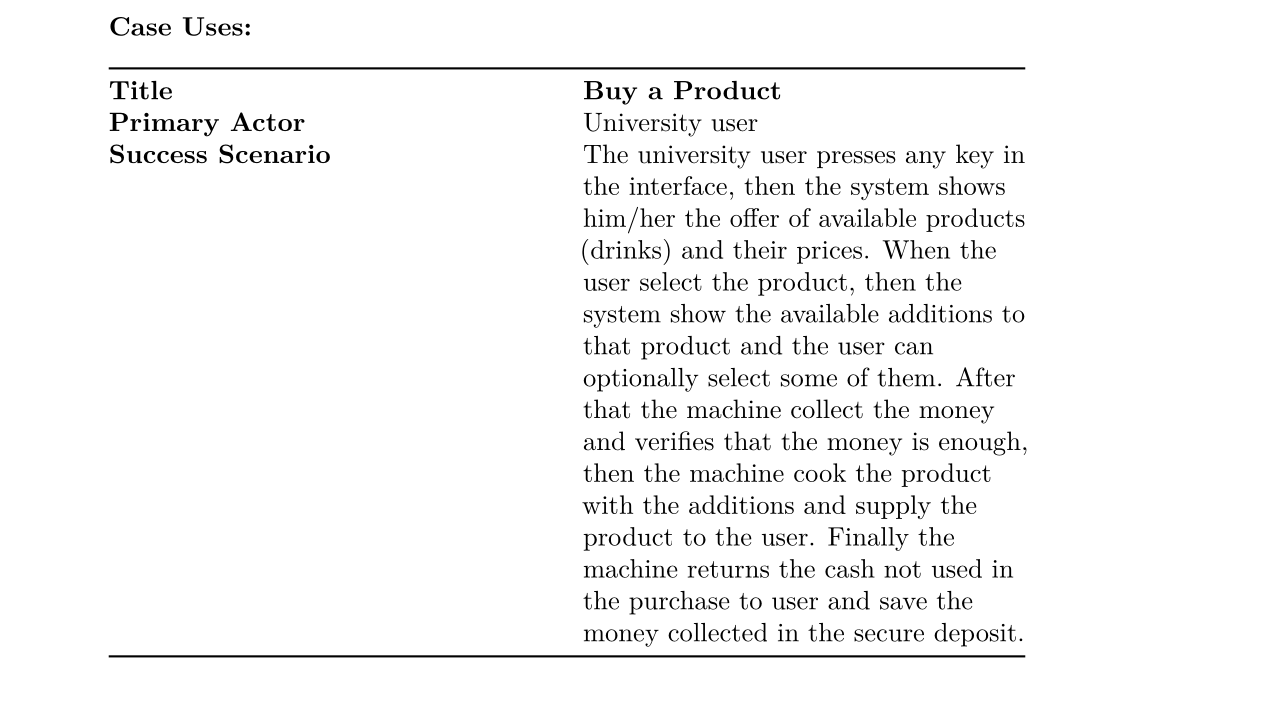 Case Uses:
Title Buy a Product
Primary Actor University user
Success Scenario The university user presses any key in
the interface, then the system shows
him/her the offer of available products
(drinks) and their prices. When the
user select the product, then the
system show the available additions to
that product and the user can
optionally select some of them. After
that the machine collect the money
and verifies that the money is enough,
then the machine cook the product
with the additions and supply the
product to the user. Finally the
machine returns the cash not used in
the purchase to user and save the
money collected in the secure deposit.